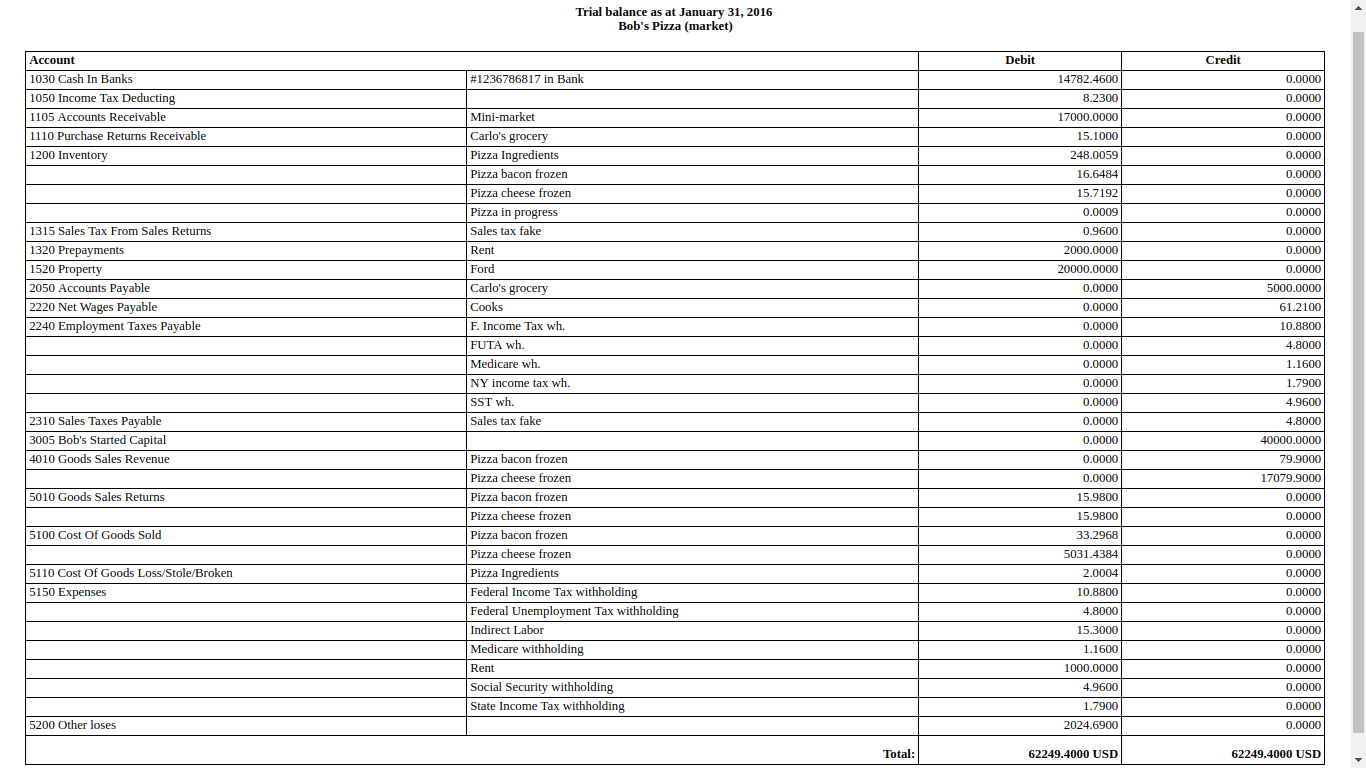 Trial balance as at January 31, 2016
Bob's Pizza (market)
Account Debit Credit
1030 Cash In Banks #1236786817 in Bank 14782.4600 0.0000
1050 Income Tax Deducting 8.2300 0.0000
1105 Accounts Receivable Mini-market 17000.0000 0.0000
1110 Purchase Returns Receivable Carlo's grocery 15.1000 0.0000
1200 Inventory Pizza Ingredients 248.0059 0.0000
Pizza bacon frozen 16.6484 0.0000
Pizza cheese frozen 15.7192 0.0000
Pizza in progress 0.0009 0.0000
1315 Sales Tax From Sales Returns Sales tax fake 0.9600 0.0000
1320 Prepayments Rent 2000.0000 0.0000
1520 Property Ford 20000.0000 0.0000
2050 Accounts Payable Carlo's grocery 0.0000 5000.0000
2220 Net Wages Payable Cooks 0.0000 61.2100
2240 Employment Taxes Payable F. Income Tax wh. 0.0000 10.8800
FUTA wh. 0.0000 4.8000
Medicare wh. 0.0000 1.1600
NY income tax wh. 0.0000 1.7900
SST wh. 0.0000 4.9600
2310 Sales Taxes Payable Sales tax fake 0.0000 4.8000
3005 Bob's Started Capital 0.0000 40000.0000
4010 Goods Sales Revenue Pizza bacon frozen 0.0000 79.9000
Pizza cheese frozen 0.0000 17079.9000
5010 Goods Sales Returns Pizza bacon frozen 15.9800 0.0000
Pizza cheese frozen 15.9800 0.0000
5100 Cost Of Goods Sold Pizza bacon frozen 33.2968 0.0000
Pizza cheese frozen 5031.4384 0.0000
5110 Cost Of Goods Loss/Stole/Broken Pizza Ingredients 2.0004 0.0000
5150 Expenses Federal Income Tax withholding 10.8800 0.0000
Federal Unemployment Tax withholding 4.8000 0.0000
Indirect Labor 15.3000 0.0000
Medicare withholding 1.1600 0.0000
Rent 1000.0000 0.0000
Social Security withholding 4.9600 0.0000
State Income Tax withholding 1.7900 0.0000
5200 Other loses 2024.6900 0.0000
Total: 62249.4000 USD 62249.4000 USD